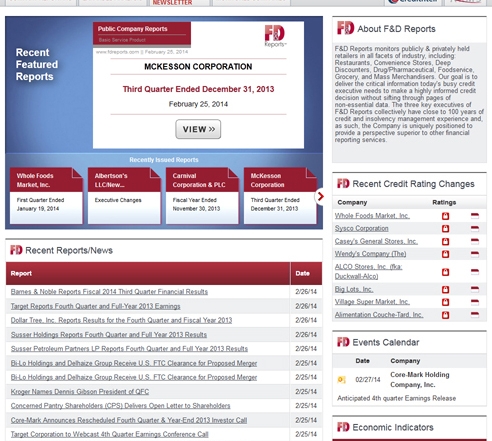 NEWSLETTER
Recent
Featured
Reports
Public Company Reports
Basic Service Product
FD
Reports
www.fdreports.com || February 25, 2014
MCKESSON CORPORATION
Third Quarter Ended December 31, 2013
February 25, 2014
VIEW >>
Recently Issued Reports
Whole Foods
Market, Inc.
First Quarter Ended
January 19, 2014
Albertson's
LLC/New...
Executive Changes
Carnival
Corporation & PLC
Fiscal Year Ended
November 30, 2013
McKesson
Corporation
Third Quarter Ended
December 31, 2013
FD Recent Reports/News
Report Date
Barnes & Noble Reports Fiscal 2014 Third Quarter Financial Results 2/26/14
Target Reports Fourth Quarter and Full-Year 2013 Earnings 2/26/14
Dollar Tree, Inc. Reports Results for the Fourth Quarter and Fiscal Year 2013 2/26/14
Susser Holdings Reports Fourth Quarter and Full Year 2013 Results 2/26/14
Susser Petroleum Partners LP Reports Fourth Quarter and Full Year 2013 Results 2/26/14
Bi-Lo Holdings and Delhaize Group Receive U.S. FTC Clearance for Proposed Merger 2/25/14
Bi-Lo Holdings and Delhaize Group Receive U.S. FTC Clearance for Proposed Merger 2/25/14
Kroger Names Dennis Gibson President of QFC 2/25/14
Concerned Pantry Shareholders (CPS) Delivers Open Letter to Shareholders 2/25/14
Core-Mark Announces Rescheduled Fourth Quarter & Year-End 2013 Investor Call 2/25/14
Target Corporation to Webcast 4th quarter Earnings Conference Call 2/25/14
FD About F&D Reports
F&D Reports monitors publicly & privately held
retailers in all facets of industry, including:
Restaurants, Convenience Stores, Deep
Discounters, Drug/Pharmaceutical, Foodservice,
Grocery, and Mass Merchandisers. Our goal is to
deliver the critical information today's busy credit
executive needs to make a highly informed credit
decision without sifting through pages of
non-essential data. The three key executives of
F&D Reports collectively have close to 100 years of
credit and insolvency management experience and,
as such, the Company is uniquely positioned to
provide a perspective superior to other financial
reporting services.
FD Recent Credit Rating Changes
Company Ratings
Whole Foods Market, Inc.
Sysco Corporation
Casey's General Stores, Inc.
Wendy's Company (The)
ALCO Stores, Inc. (fka:
Duckwall-Alco)
Big Lots, Inc.
Village Super Market, Inc.
Alimentation Couche-Tard, Inc.
FD Events Calendar
Date Company
02/27/14 Core-Mark Holding
Company, Inc.
Anticipated 4th quarter Earnings Release
FD Economic Indicators